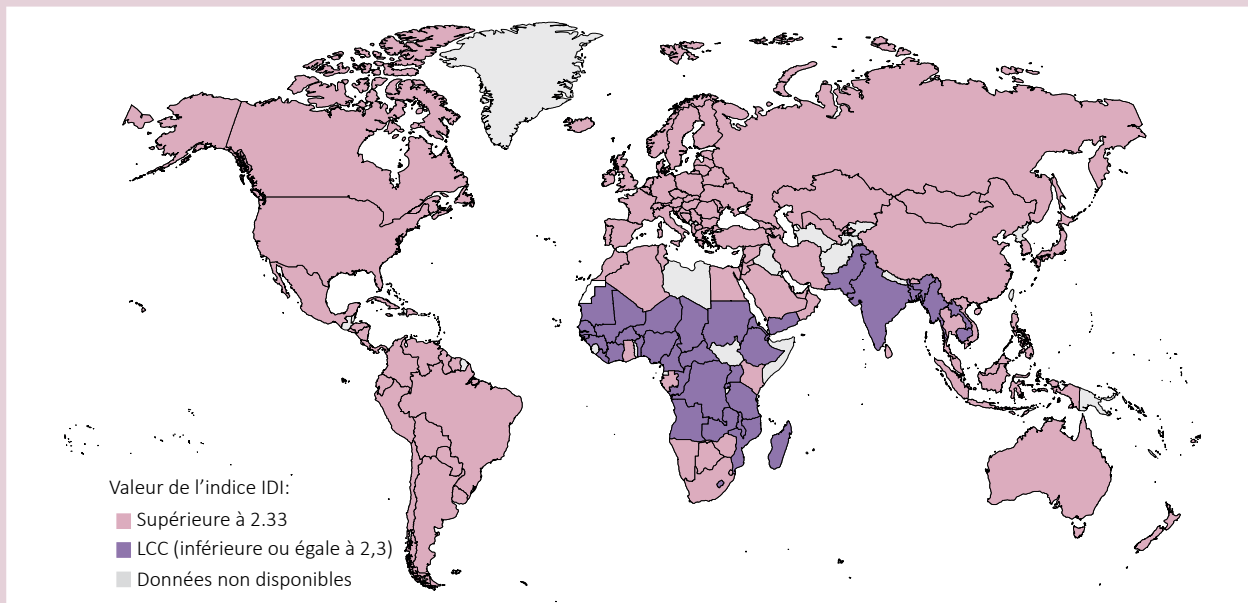 Valeur de l’indice IDI:
Supérieure à 2.33
LCC (inférieure ou égale à 2,3)
Données non disponibles